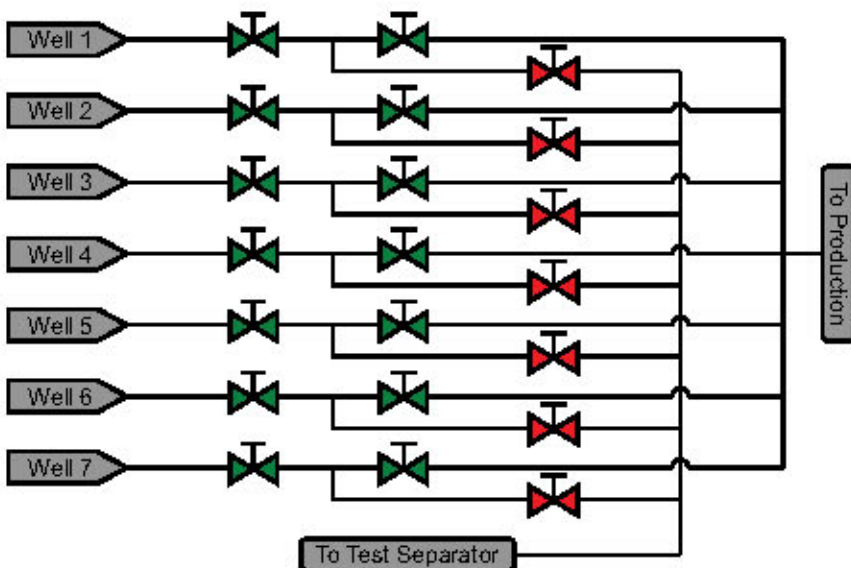 Well 1
Well 2
Well 3
Well 4
Well 5
Well 6
Well 7
To Production
To Test Separator